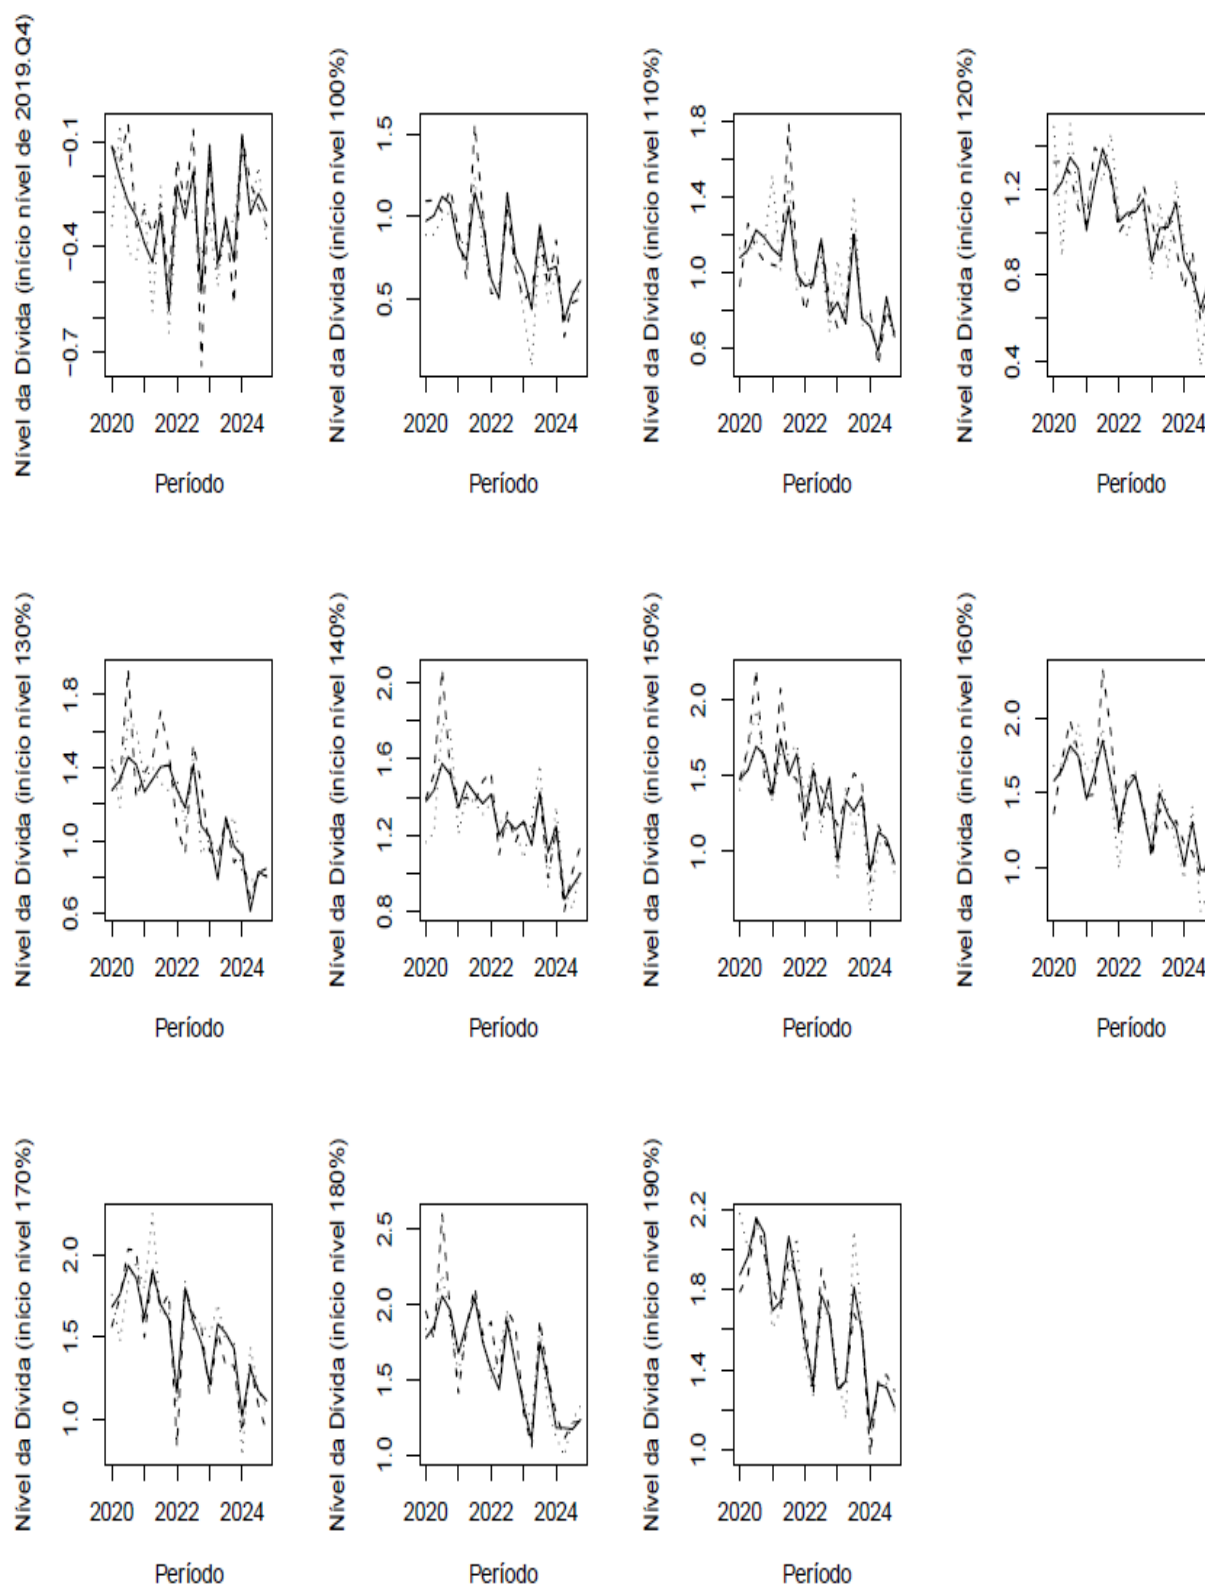 Nível da Dívida (início nível de 2019.Q4)
−0.1
−0.4
−0.7
2020 2022 2024
Período
Nível da Dívida (início nível 100%)
1.5
1.0
0.5
2020 2022 2024
Período
Nível da Dívida (início nível 110%)
1.8
1.4
1.0
0.6
2020 2022 2024
Período
Nível da Dívida (início nível 120%)
1.2
0.8
0.4
2020 2022 2024
Período
Nível da Dívida (início nível 130%)
1.8
1.4
1.0
0.6
2020 2022 2024
Período
Nível da Dívida (início nível 140%)
2.0
1.6
1.2
0.8
2020 2022 2024
Período
Nível da Dívida (início nível 150%)
2.0
1.5
1.0
2020 2022 2024
Período
Nível da Dívida (início nível 160%)
2.0
1.5
1.0
2020 2022 2024
Período
Nível da Dívida (início nível 170%)
2.0
1.5
1.0
2020 2022 2024
Período
Nível da Dívida (início nível 180%)
2.5
2.0
1.5
1.0
2020 2022 2024
Período
Nível da Dívida (início nível 190%)
2.2
1.8
1.4
1.0
2020 2022 2024
Período